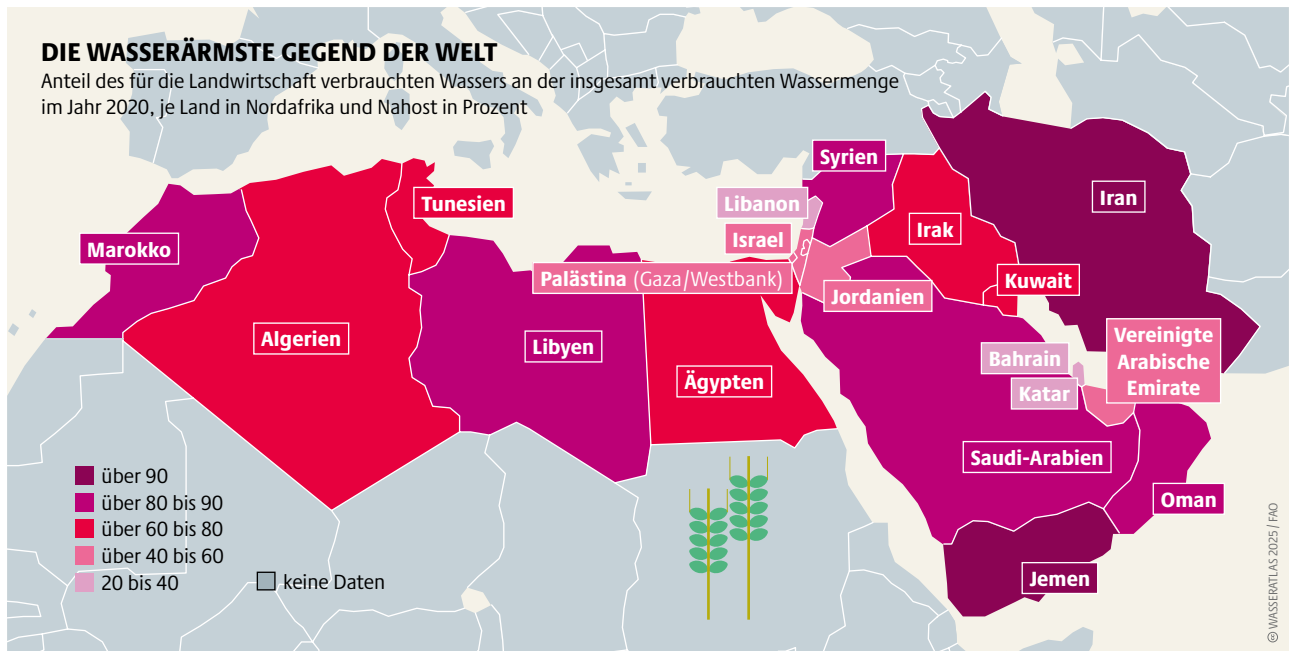 DIE WASSERÄRMSTE GEGEND DER WELT
Anteil des für die Landwirtschaft verbrauchten Wassers an der insgesamt verbrauchten Wassermenge
im Jahr 2020, je Land in Nordafrika und Nahost in Prozent
Syrien
Iran
Libanon
Tunesien
Irak
Israel
Marokko
Palästina (Gaza/Westbank)
Kuwait
Jordanien
Algerien
Libyen
Vereinigte
Arabische
Emirate
Bahrain
Ägypten
Katar
Saudi-Arabien
Oman
Jemen
über 90
über 80 bis 90
über 60 bis 80
über 40 bis 60
20 bis 40
keine Daten
WASSERATLAS 2025 / FAO